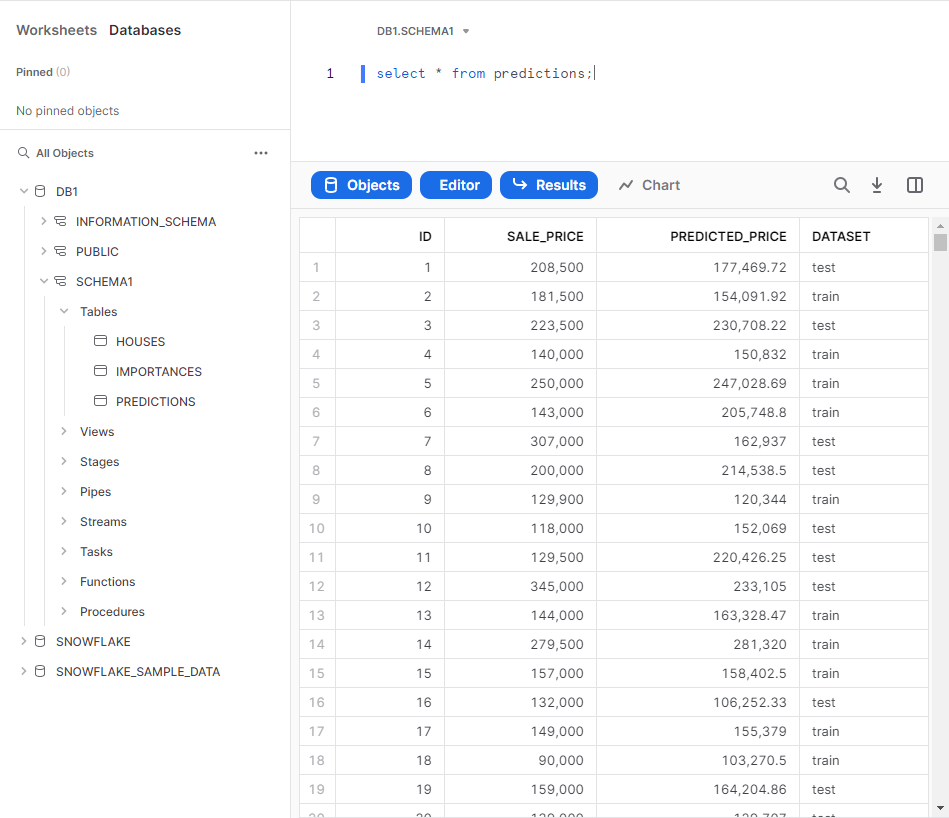 Worksheets Databases
Pinned (0)
No pinned objects
All Objects
DB1
INFORMATION_SCHEMA
PUBLIC
SCHEMA1
Tables
HOUSES
IMPORTANCES
PREDICTIONS
Views
Stages
Pipes
Streams
Tasks
Functions
Procedures
SNOWFLAKE
SNOWFLAKE_SAMPLE_DATA
DB1.SCHEMA1
1 select * from predictions;
Objects Editor Results Chart
ID SALE_PRICE PREDICTED_PRICE DATASET
1 1 208,500 177,469.72 test
2 2 181,500 154,091.92 train
3 3 223,500 230,708.22 test
4 4 140,000 150,832 train
5 5 250,000 247,028.69 train
6 6 143,000 205,748.8 train
7 7 307,000 162,937 test
8 8 200,000 214,538.5 test
9 9 129,900 120,344 train
10 10 118,000 152,069 test
11 11 129,500 220,426.25 test
12 12 345,000 233,105 test
13 13 144,000 163,328.47 train
14 14 279,500 281,320 train
15 15 157,000 158,402.5 train
16 16 132,000 106,252.33 test
17 17 149,000 155,379 train
18 18 90,000 103,270.5 train
19 19 159,000 164,204.86 test